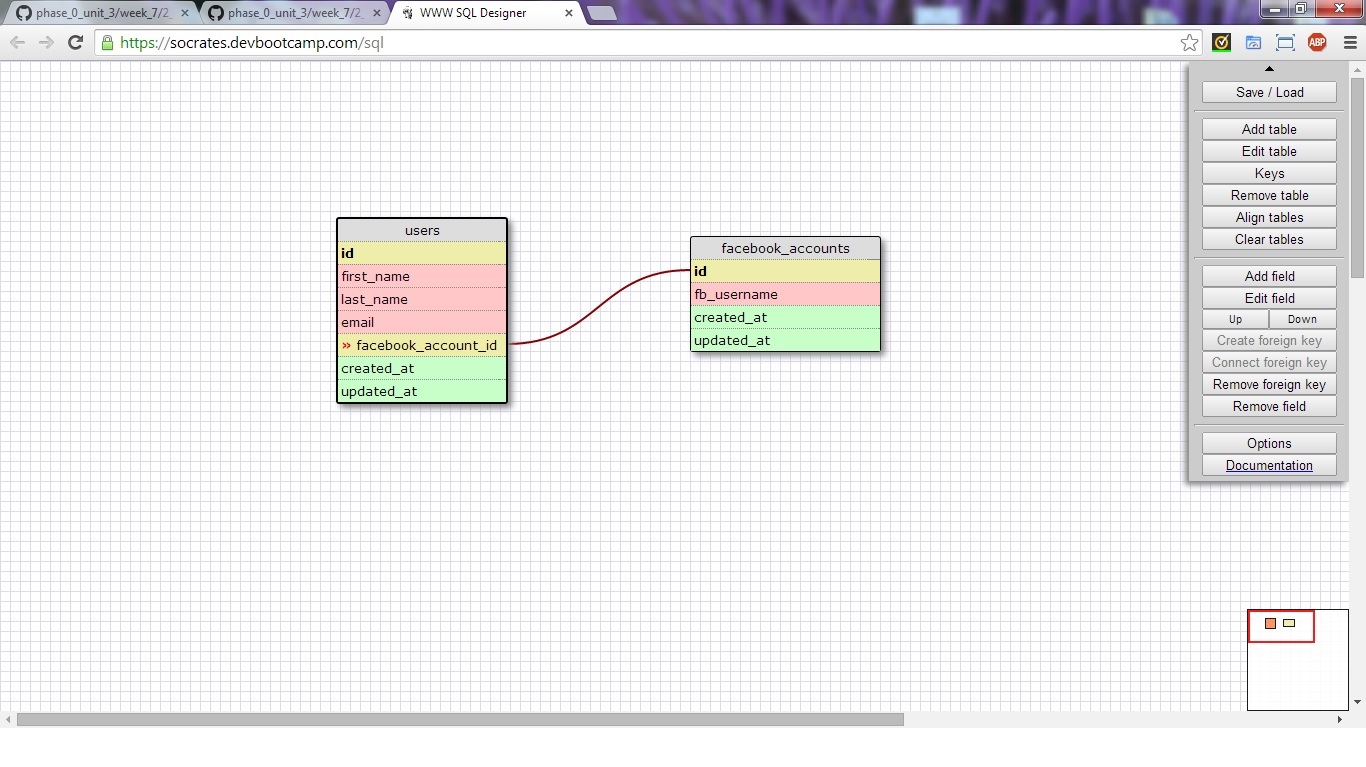 phase_0_unit_3/week_7/2_
phase_0_unit_3/week_7/2_
WWW SQL Designer
https://socrates.devbootcamp.com/sql
ABP
Save / Load
Add table
Edit table
Keys
Remove table
Align tables
Clear tables
Add field
Edit field
Up Down
Create foreign key
Connect foreign key
Remove foreign key
Remove field
Options
Documentation
users
id
first_name
last_name
email
» facebook_account_id
created_at
updated_at
facebook_accounts
id
fb_username
created_at
updated_at